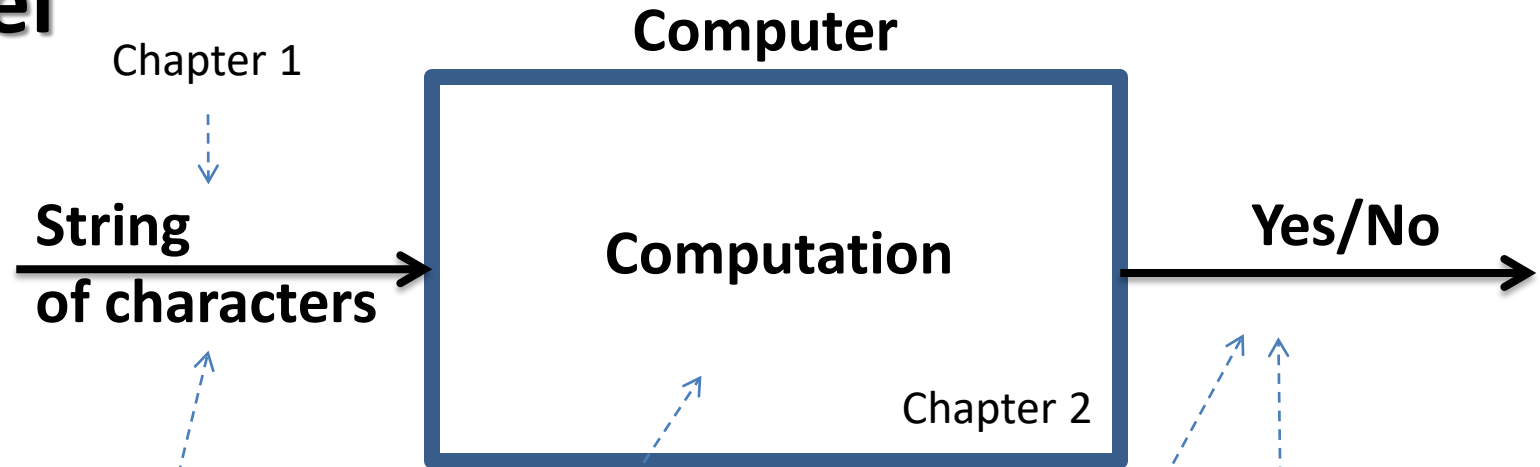 Computer
Chapter 1
String
of characters
Computation
Yes/No
Chapter 2